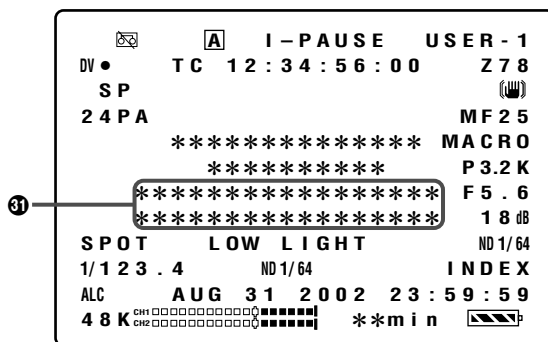 A I-PAUSE USER-1
DV ● TC 12:34:56:00 Z78
SP
24PA MF25
************** MACRO
********** P3.2K
***************** F5.6
31 ***************** 18dB
SPOT LOW LIGHT ND1/64
1/123.4 ND1/64 INDEX
ALC AUG 31 2002 23:59:59
48K CH1 CH2 **min